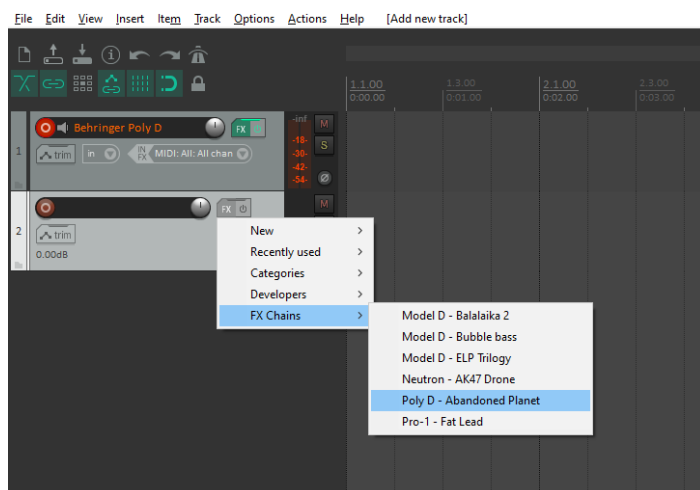 File Edit View Insert Item Track Options Actions Help [Add new track]
1.1.00 1.3.00 2.1.00 2.3.00
0:00.00 0:01.00 0:02.00 0:03.00
Behringer Poly D FX -inf M
1 trim in IN FX MIDI: All: All chan -18- S
-30-
-42-
-54-
FX M
2 trim
0.00dB
New
Recently used
Categories
Developers
FX Chains
Model D - Balalaika 2
Model D - Bubble bass
Model D - ELP Trilogy
Neutron - AK47 Drone
Poly D - Abandoned Planet
Pro-1 - Fat Lead